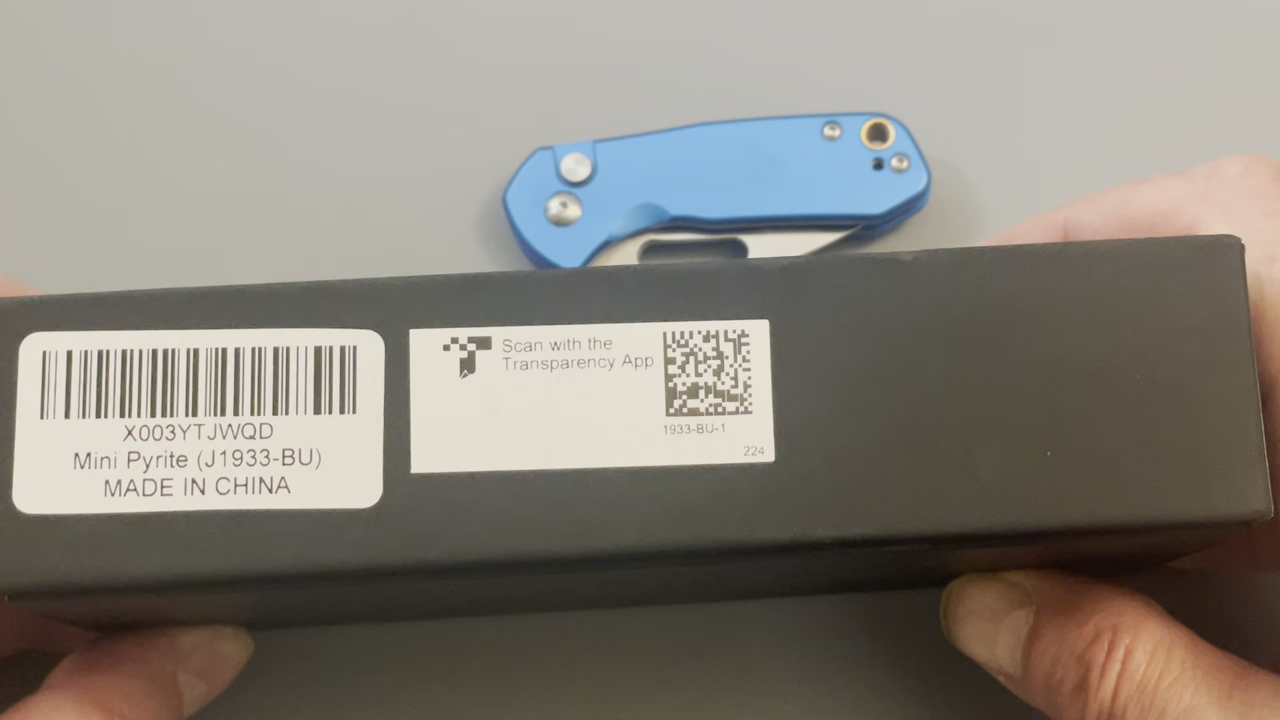 X003YTJWQD
Mini Pyrite (J1933-BU)
MADE IN CHINA
Scan with the
Transparency App
1933-BU-1
224